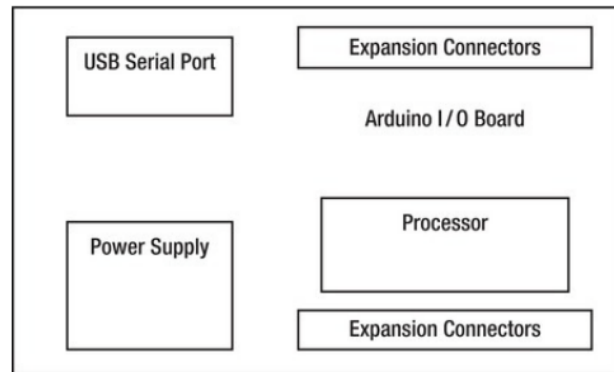 USB Serial Port
Expansion Connectors
Arduino I/O Board
Power Supply
Processor
Expansion Connectors